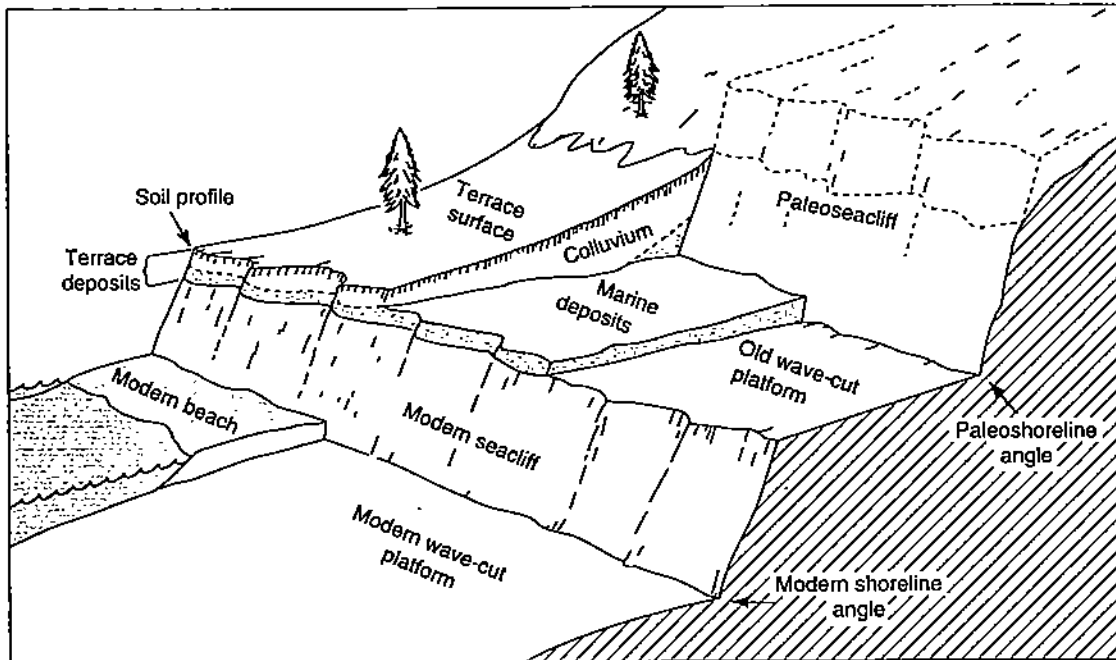 Soil profile
Terrace
deposits
Terrace
surface
Colluvium
Paleoseacliff
Marine
deposits
Old wave-cut
platform
Paleoshoreline
angle
Modern beach
Modern seacliff
Modern wave-cut
platform
Modern shoreline
angle